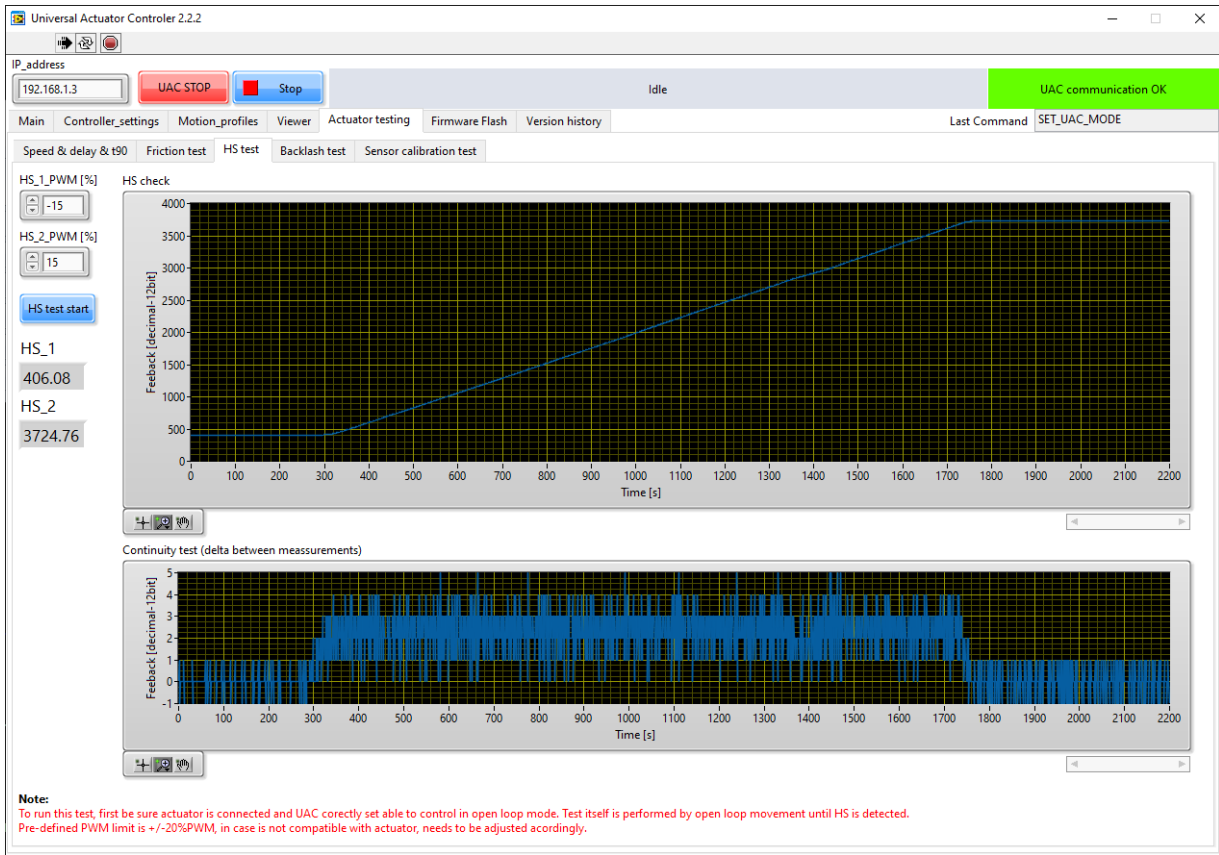 Universal Actuator Controler 2.2.2
IP_address
192.168.1.3
UAC STOP
Stop
Idle
UAC communication OK
Main Controller_settings Motion_profiles Viewer Actuator testing Firmware Flash Version history
Last Command SET_UAC_MODE
Speed & delay & t90 Friction test HS test Backlash test Sensor calibration test
HS_1_PWM [%]
-15
HS_2_PWM [%]
15
HS test start
HS_1
406.08
HS_2
3724.76
HS check
Feeback [decimal-12bit]
4000
3500
3000
2500
2000
1500
1000
500
0
0 100 200 300 400 500 600 700 800 900 1000 1100 1200 1300 1400 1500 1600 1700 1800 1900 2000 2100 2200
Time [s]
Continuity test (delta between meassurements)
Feeback [decimal-12bit]
5
4
3
2
1
0
-1
0 100 200 300 400 500 600 700 800 900 1000 1100 1200 1300 1400 1500 1600 1700 1800 1900 2000 2100 2200
Time [s]
Note:
To run this test, first be sure actuator is connected and UAC corectly set able to control in open loop mode. Test itself is performed by open loop movement until HS is detected.
Pre-defined PWM limit is +/-20%PWM, in case is not compatible with actuator, needs to be adjusted acordingly.